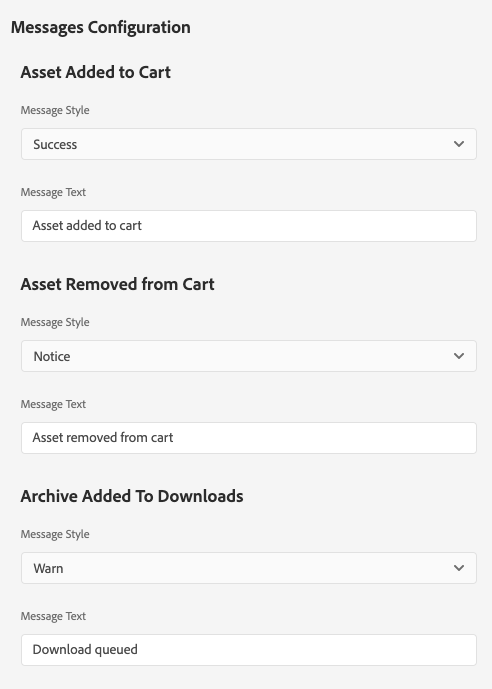 Messages Configuration
Asset Added to Cart
Message Style
Success
Message Text
Asset added to cart
Asset Removed from Cart
Message Style
Notice
Message Text
Asset removed from cart
Archive Added To Downloads
Message Style
Warn
Message Text
Download queued